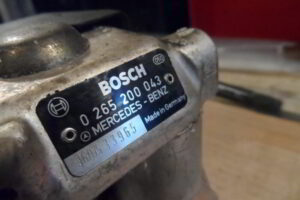 BOSCH
0 265 200 043
MERCEDES-BENZ
Made in Germany